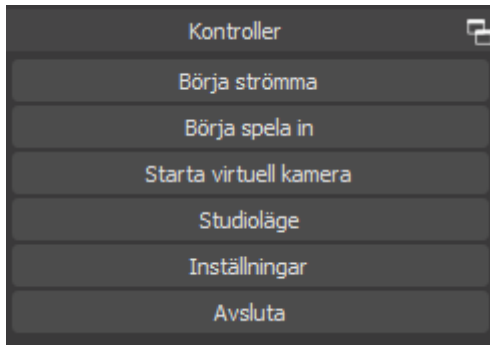 Kontroller
Börja strömma
Börja spela in
Starta virtuell kamera
Studioläge
Inställningar
Avsluta